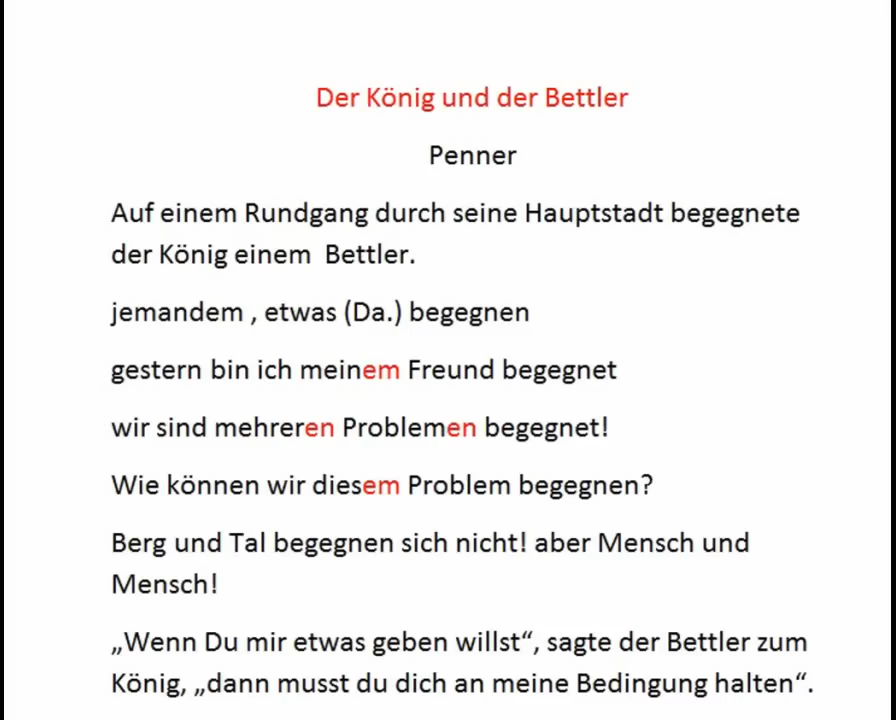 Der König und der Bettler
Penner
Auf einem Rundgang durch seine Hauptstadt begegnete
der König einem  Bettler.
jemandem , etwas (Da.) begegnen
gestern bin ich meinem Freund begegnet
wir sind mehreren Problemen begegnet!
Wie können wir diesem Problem begegnen?
Berg und Tal begegnen sich nicht! aber Mensch und
Mensch!
„Wenn Du mir etwas geben willst“, sagte der Bettler zum
König, „dann musst du dich an meine Bedingung halten“.